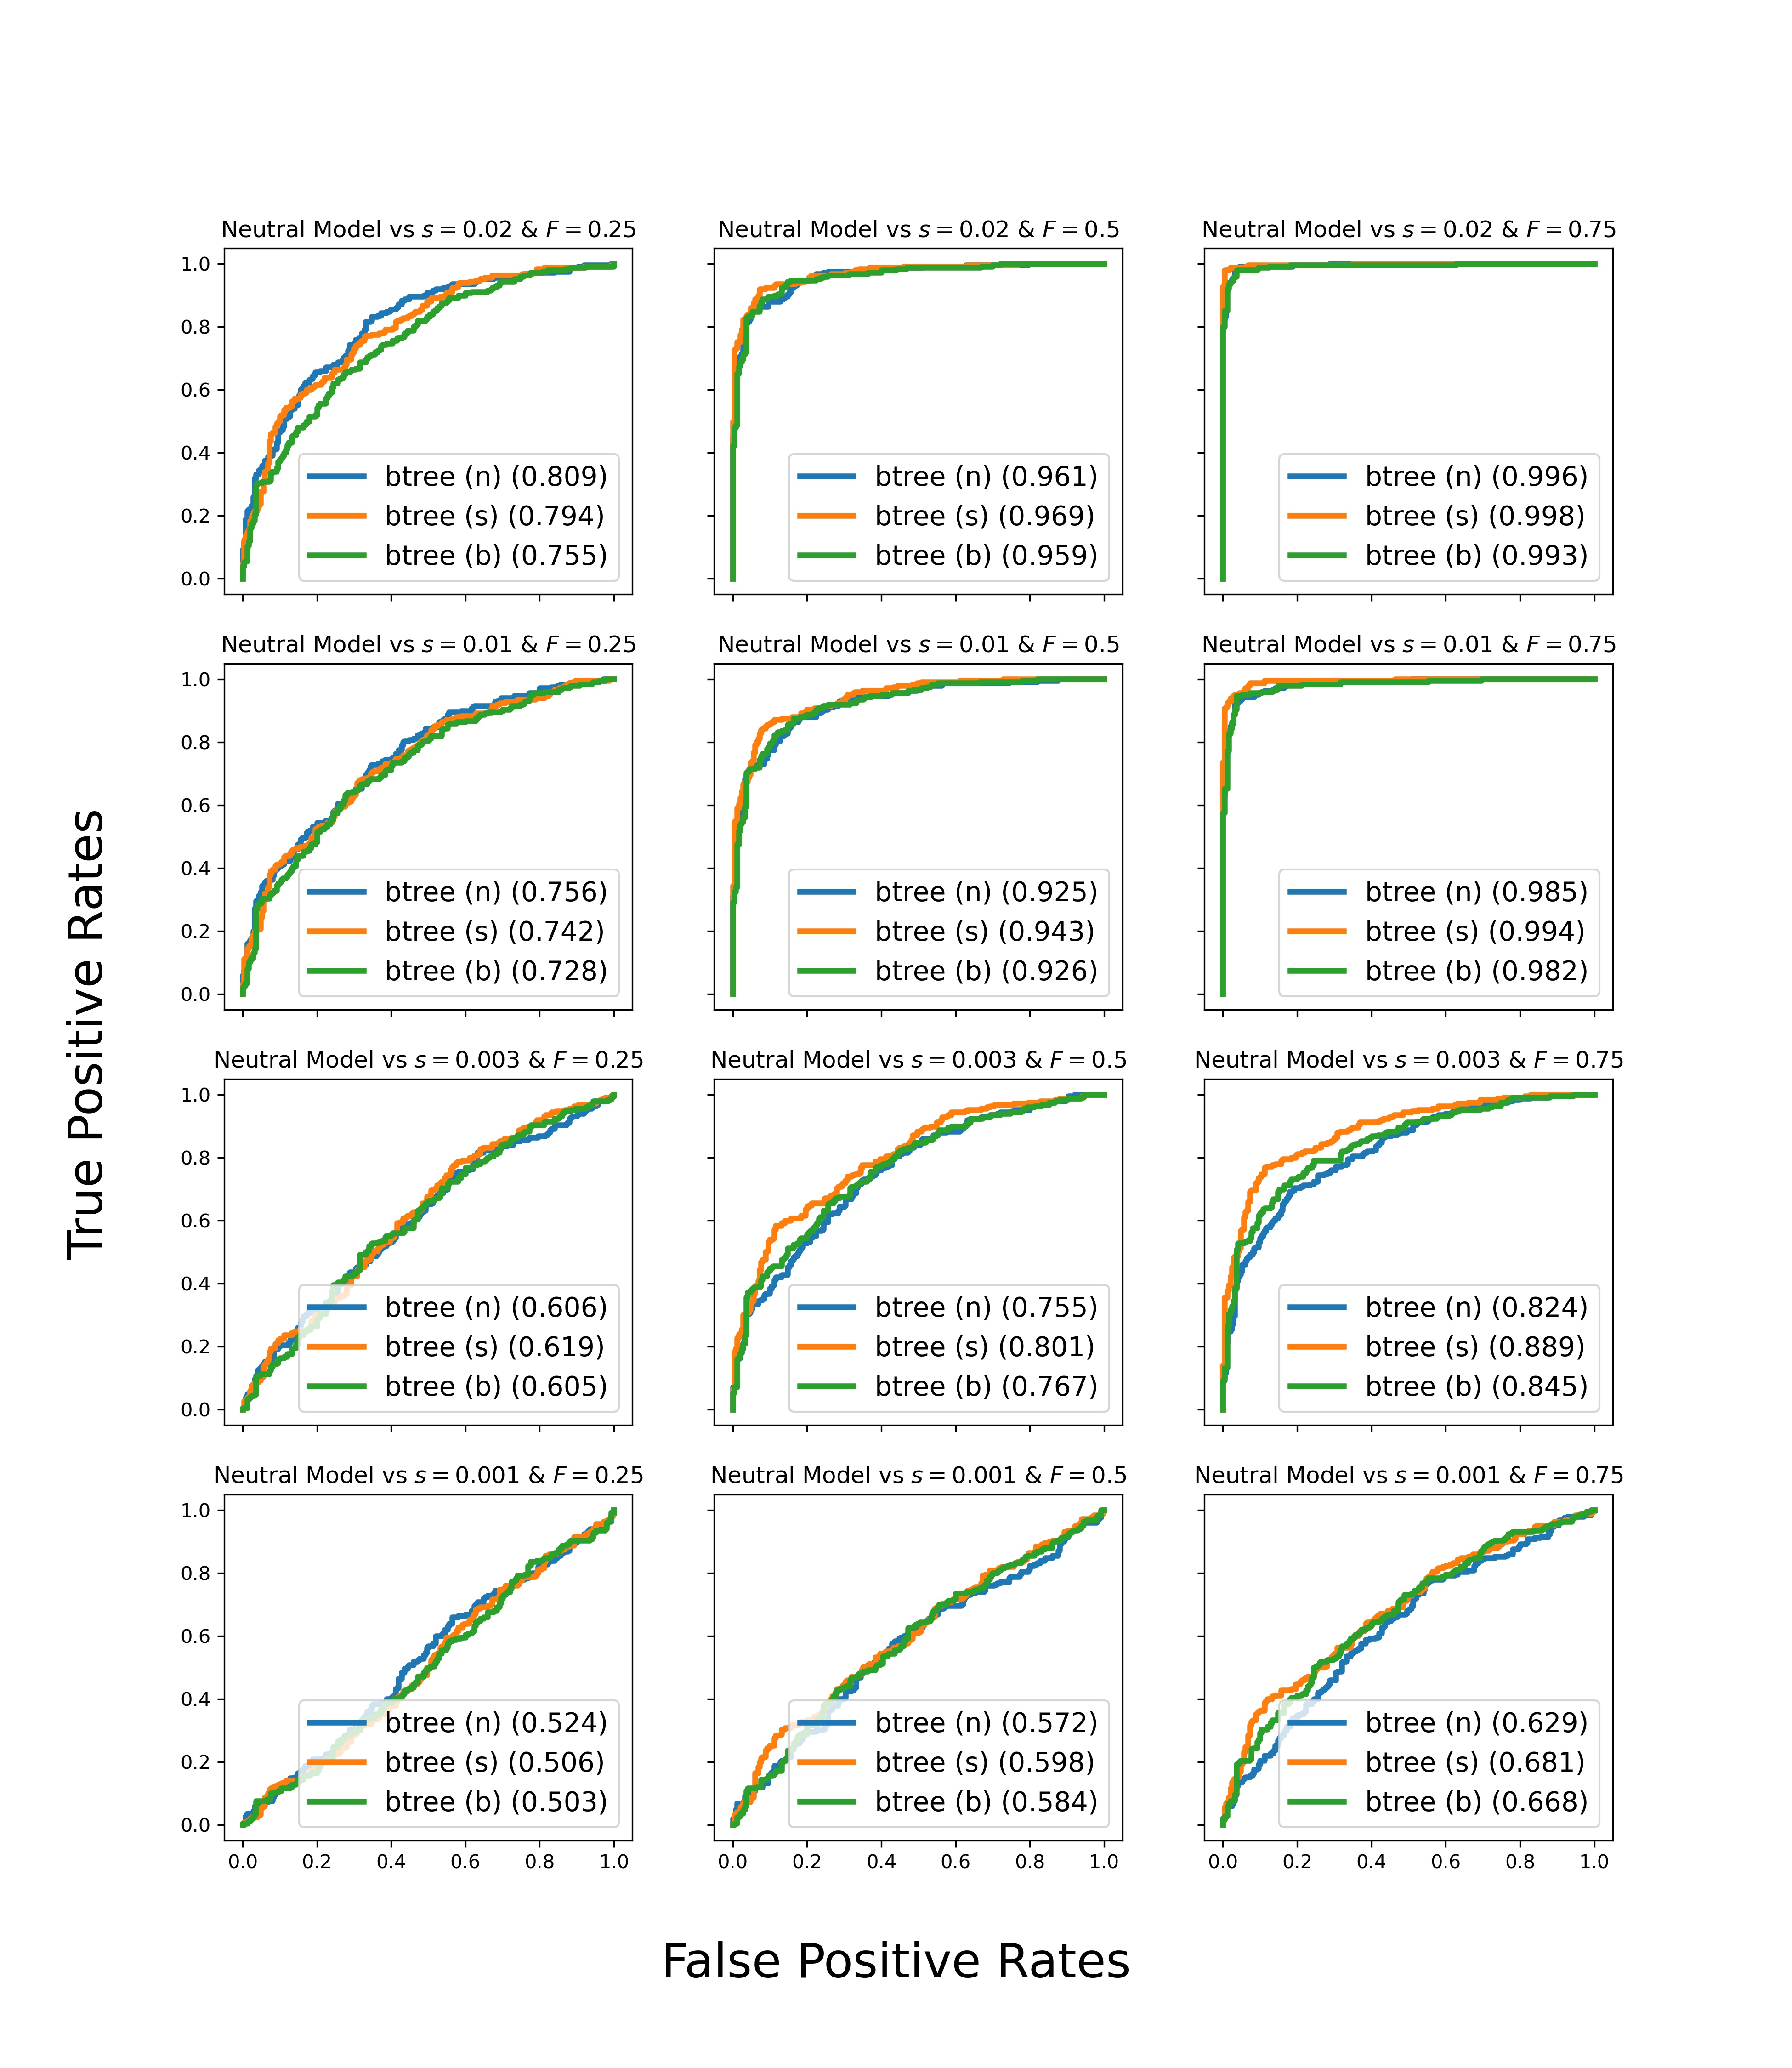 Neutral Model vs s = 0.02 & F = 0.25
1.0
0.8
0.6
0.4
0.2
0.0
btree (n) (0.809)
btree (s) (0.794)
btree (b) (0.755)
Neutral Model vs s = 0.02 & F = 0.5
btree (n) (0.961)
btree (s) (0.969)
btree (b) (0.959)
Neutral Model vs s = 0.02 & F = 0.75
btree (n) (0.996)
btree (s) (0.998)
btree (b) (0.993)
Neutral Model vs s = 0.01 & F = 0.25
1.0
0.8
0.6
0.4
0.2
0.0
btree (n) (0.756)
btree (s) (0.742)
btree (b) (0.728)
Neutral Model vs s = 0.01 & F = 0.5
btree (n) (0.925)
btree (s) (0.943)
btree (b) (0.926)
Neutral Model vs s = 0.01 & F = 0.75
btree (n) (0.985)
btree (s) (0.994)
btree (b) (0.982)
True Positive Rates
Neutral Model vs s = 0.003 & F = 0.25
1.0
0.8
0.6
0.4
0.2
0.0
btree (n) (0.606)
btree (s) (0.619)
btree (b) (0.605)
Neutral Model vs s = 0.003 & F = 0.5
btree (n) (0.755)
btree (s) (0.801)
btree (b) (0.767)
Neutral Model vs s = 0.003 & F = 0.75
btree (n) (0.824)
btree (s) (0.889)
btree (b) (0.845)
Neutral Model vs s = 0.001 & F = 0.25
1.0
0.8
0.6
0.4
0.2
0.0
btree (n) (0.524)
btree (s) (0.506)
btree (b) (0.503)
0.0 0.2 0.4 0.6 0.8 1.0
Neutral Model vs s = 0.001 & F = 0.5
btree (n) (0.572)
btree (s) (0.598)
btree (b) (0.584)
0.0 0.2 0.4 0.6 0.8 1.0
Neutral Model vs s = 0.001 & F = 0.75
btree (n) (0.629)
btree (s) (0.681)
btree (b) (0.668)
0.0 0.2 0.4 0.6 0.8 1.0
False Positive Rates